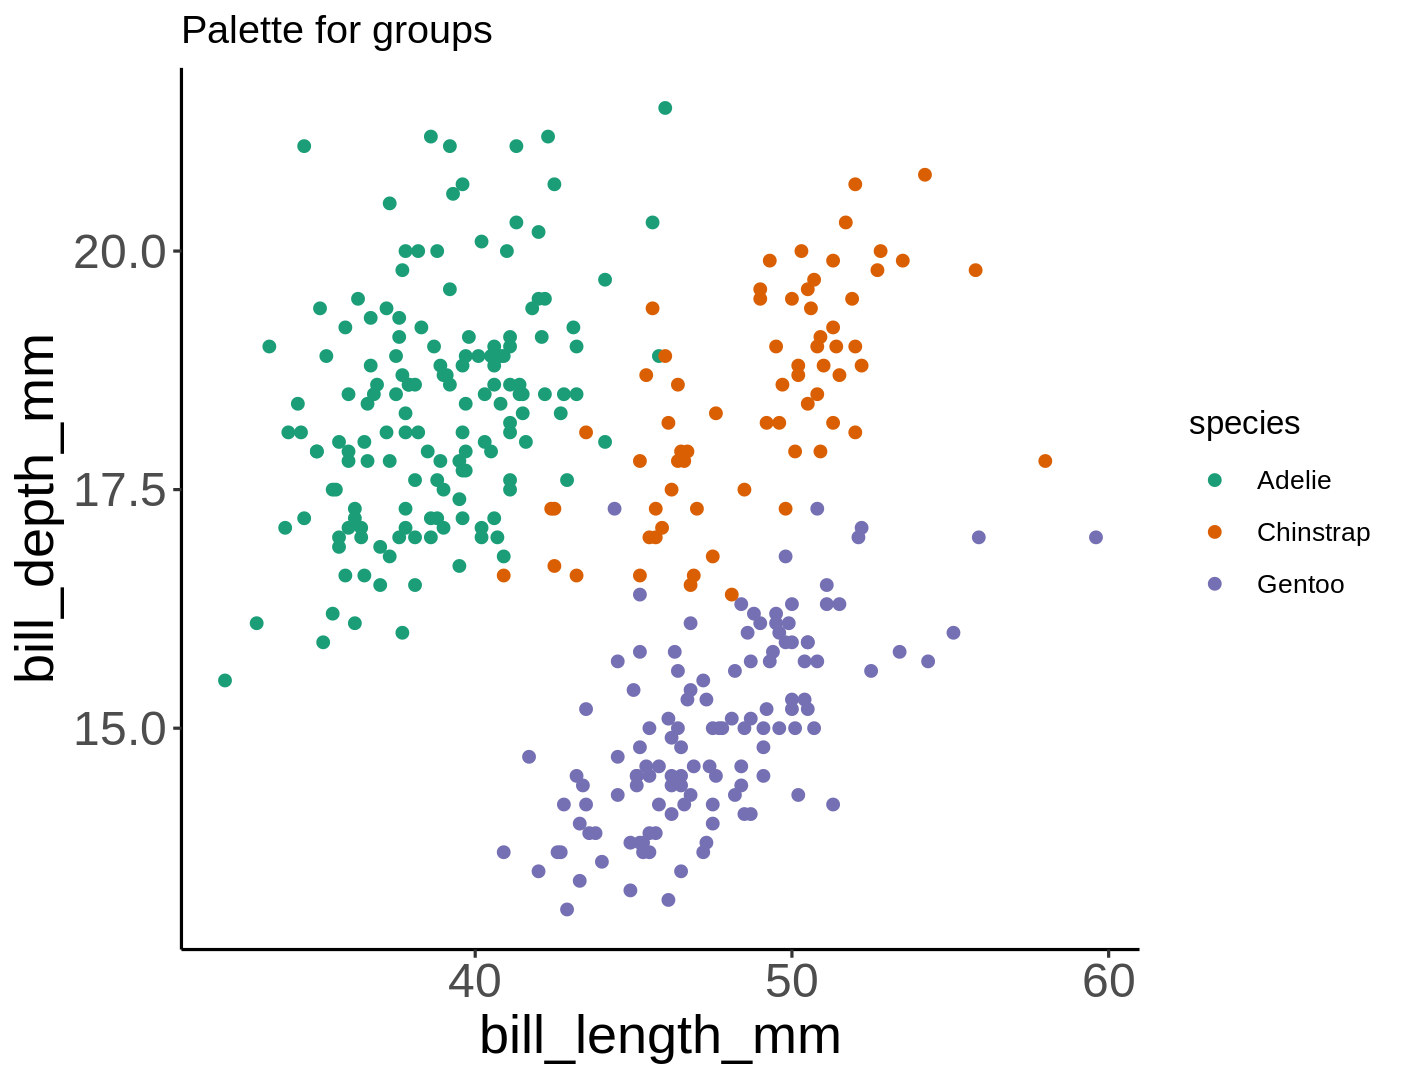 Palette for groups
20.0
17.5
15.0
bill_depth_mm
40
50
60
bill_length_mm
species
Adelie
Chinstrap
Gentoo